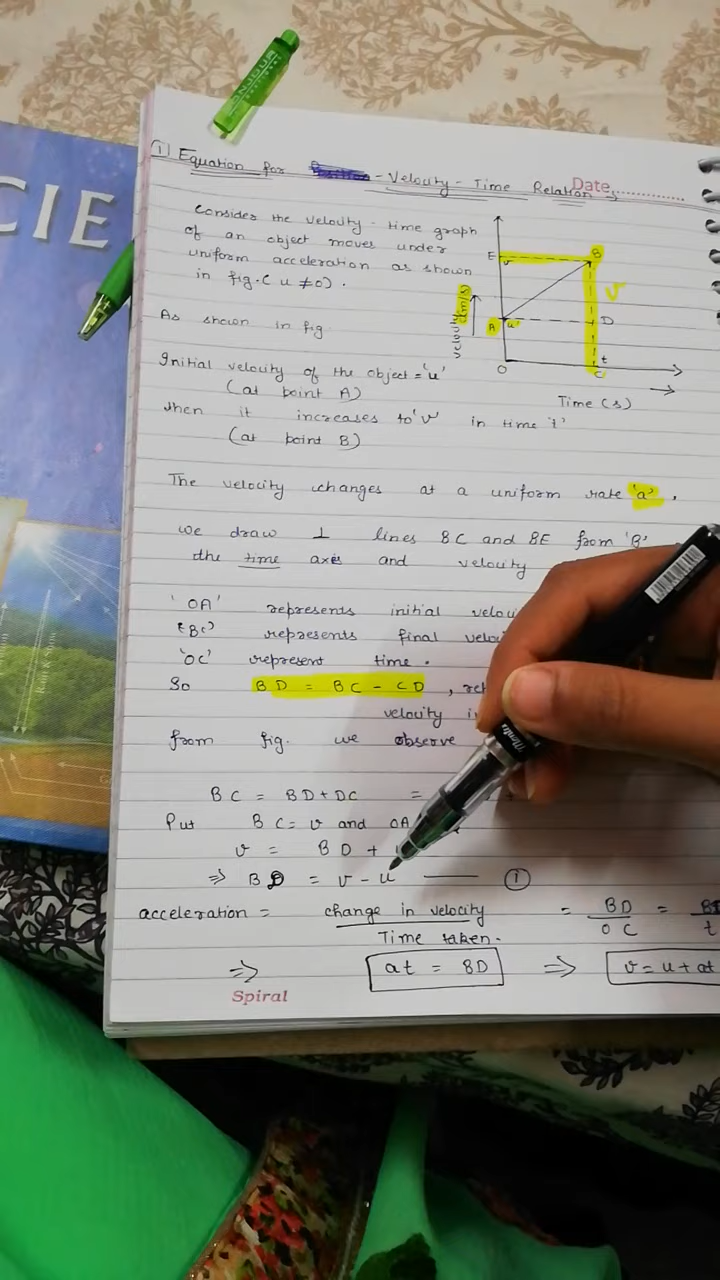 CIE
① Equation for - Velocity - Time Relation
Date
Consider the velocity - time graph
of an object moves under
uniform acceleration as shown
in fig. (u ≠ 0).
As shown in fig
Initial velocity of the object = 'u'
(at point A)
then it increases to 'v' in time 't'
(at point B)
E v B
v
velocity (m/s)
A u D
O t C
Time (s)
The velocity changes at a uniform rate 'a'.
we draw ⊥ lines BC and BE from 'B'
the time axis and velocity
'OA' represents initial
'BC' represents final
'OC' represent time.
So BD = BC - CD ,
velocity
from fig. we observe
BC = BD + DC =
Put BC = v and OA
v = BD +
⇒ BD = v - u ①
acceleration = change in velocity / Time taken. = BD / OC = / t
⇒ at = BD ⇒ v = u + at
Spiral